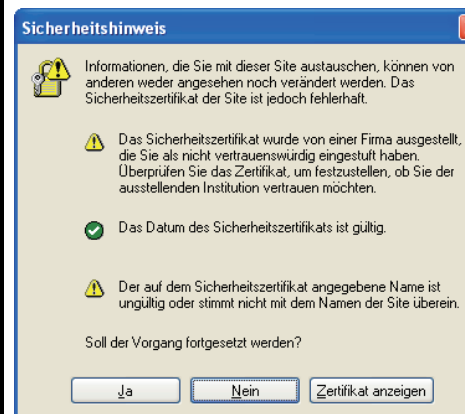 Sicherheitshinweis
Informationen, die Sie mit dieser Site austauschen, können von
anderen weder angesehen noch verändert werden. Das
Sicherheitszertifikat der Site ist jedoch fehlerhaft.
Das Sicherheitszertifikat wurde von einer Firma ausgestellt,
die Sie als nicht vertrauenswürdig eingestuft haben.
Überprüfen Sie das Zertifikat, um festzustellen, ob Sie der
ausstellenden Institution vertrauen möchten.
Das Datum des Sicherheitszertifikats ist gültig.
Der auf dem Sicherheitszertifikat angegebene Name ist
ungültig oder stimmt nicht mit dem Namen der Site überein.
Soll der Vorgang fortgesetzt werden?
Ja Nein Zertifikat anzeigen